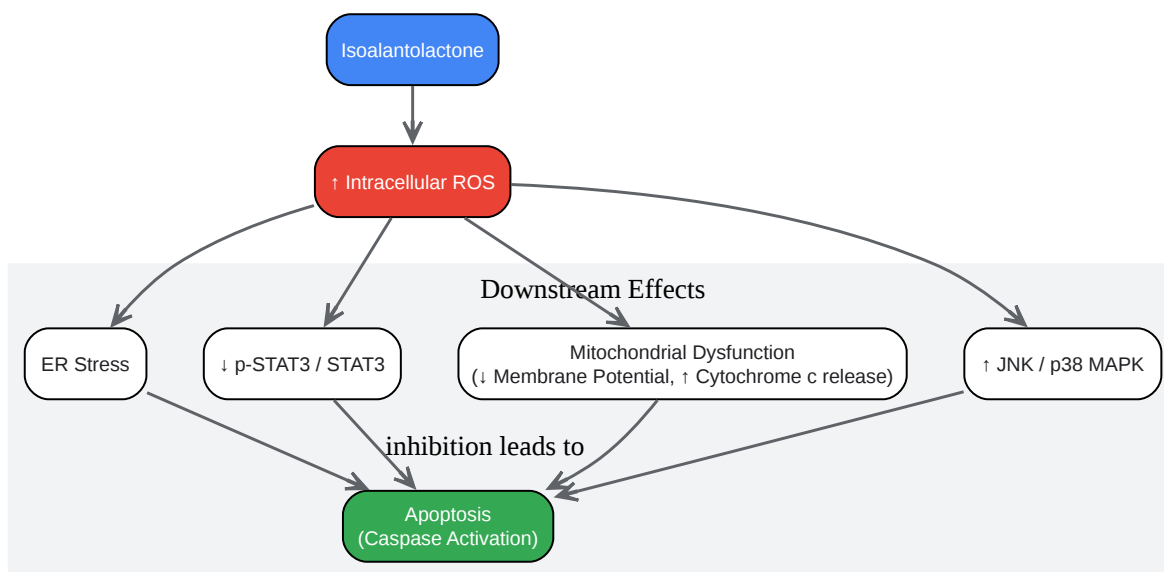 Isoalantolactone
↑ Intracellular ROS
Downstream Effects
ER Stress
↓ p-STAT3 / STAT3
Mitochondrial Dysfunction
(↓ Membrane Potential, ↑ Cytochrome c release)
↑ JNK / p38 MAPK
inhibition leads to
Apoptosis
(Caspase Activation)